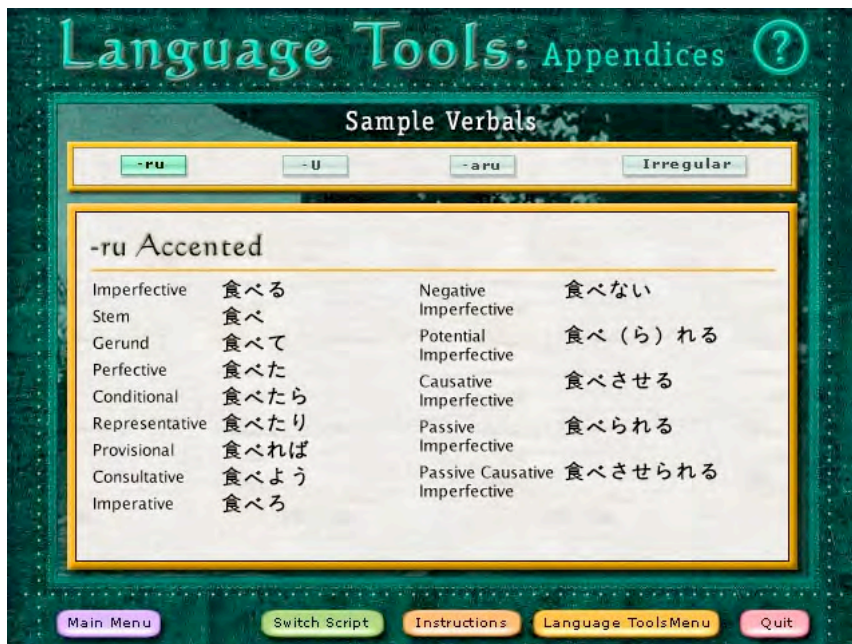 Language Tools: Appendices ?
Sample Verbals
-ru -U -aru Irregular
-ru Accented
Imperfective 食べる
Stem 食べ
Gerund 食べて
Perfective 食べた
Conditional 食べたら
Representative 食べたり
Provisional 食べれば
Consultative 食べよう
Imperative 食べろ
Negative 食べない
Imperfective
Potential 食べ（ら）れる
Imperfective
Causative 食べさせる
Imperfective
Passive 食べられる
Imperfective
Passive Causative 食べさせられる
Imperfective
Main Menu Switch Script Instructions Language ToolsMenu Quit